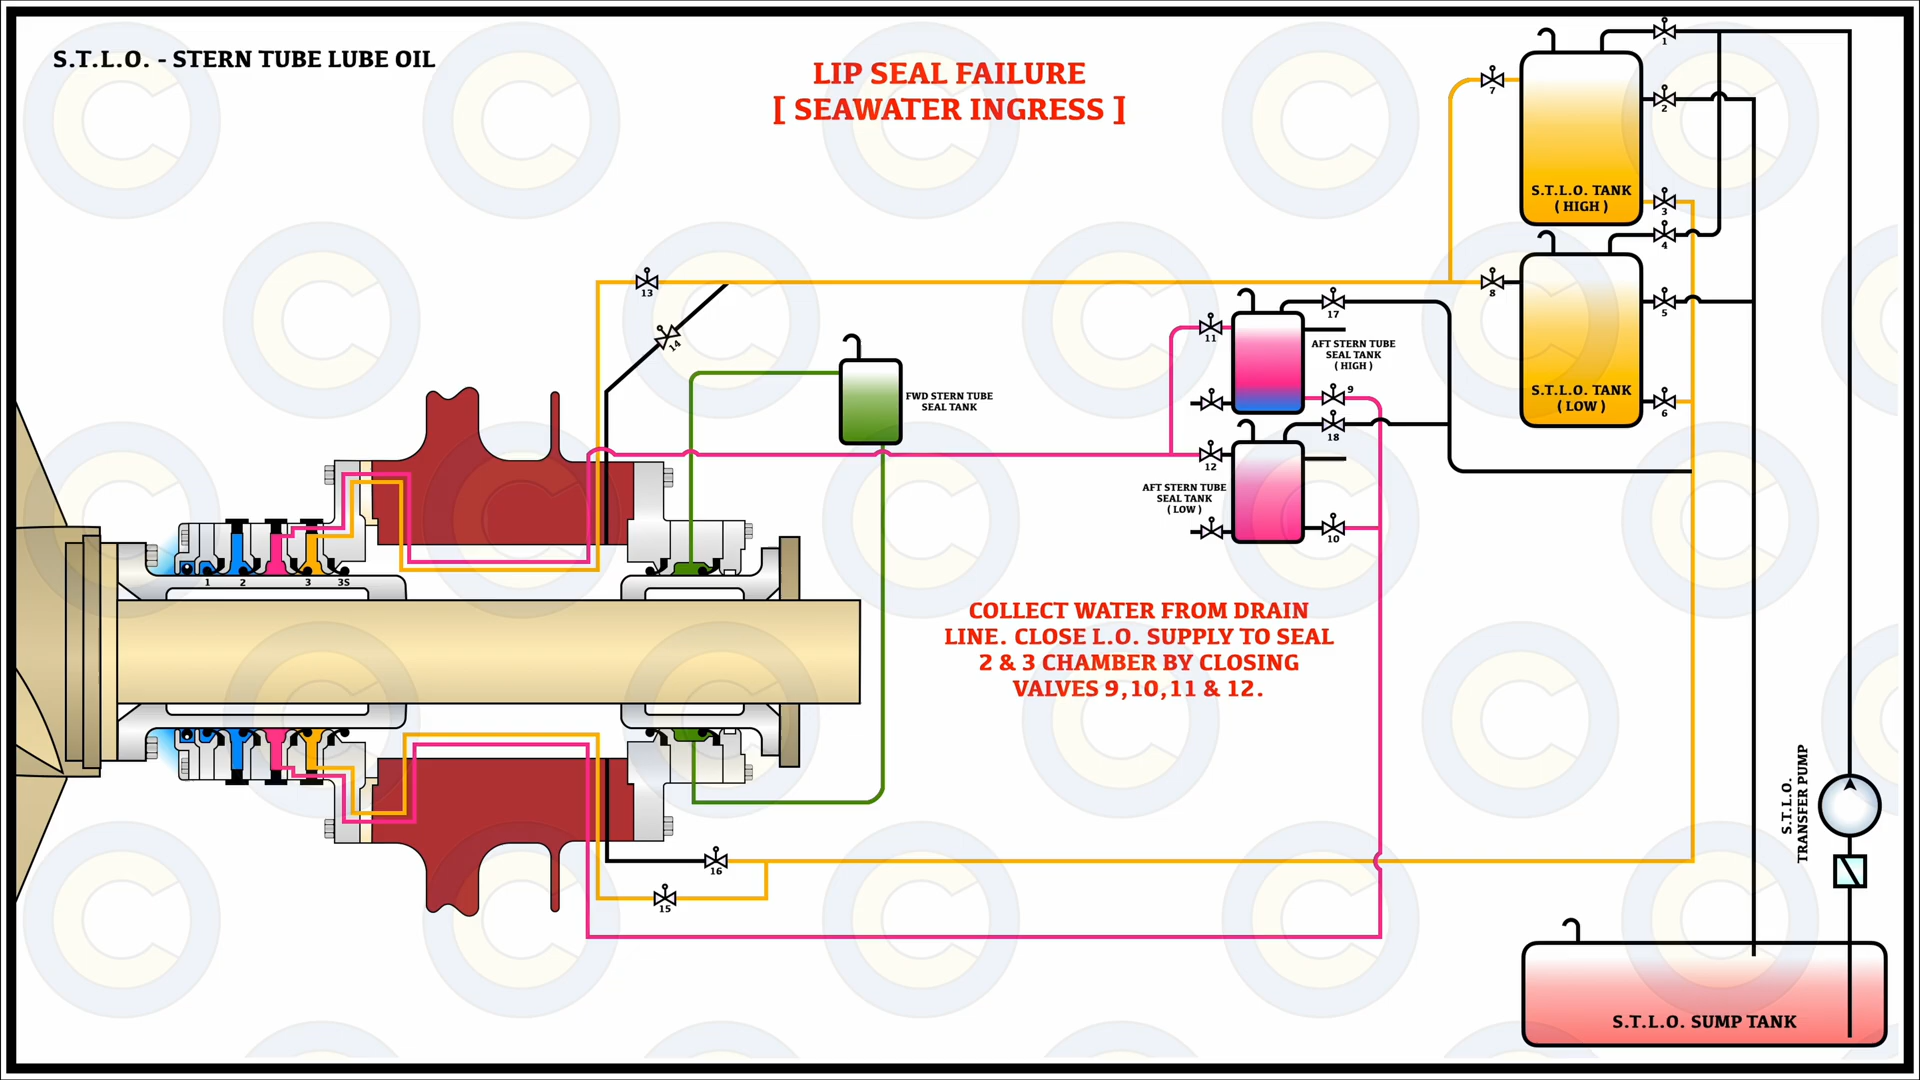 S.T.L.O. - STERN TUBE LUBE OIL
LIP SEAL FAILURE
[ SEAWATER INGRESS ]
1
7
2
S.T.L.O. TANK
( HIGH )
3
4
13
8
5
17
11
14
AFT STERN TUBE
SEAL TANK
( HIGH )
FWD STERN TUBE
SEAL TANK
9
S.T.L.O. TANK
( LOW )
6
18
12
AFT STERN TUBE
SEAL TANK
( LOW )
10
1
2
3
3S
COLLECT WATER FROM DRAIN
LINE. CLOSE L.O. SUPPLY TO SEAL
2 & 3 CHAMBER BY CLOSING
VALVES 9,10,11 & 12.
S.T.L.O.
TRANSFER PUMP
16
15
S.T.L.O. SUMP TANK